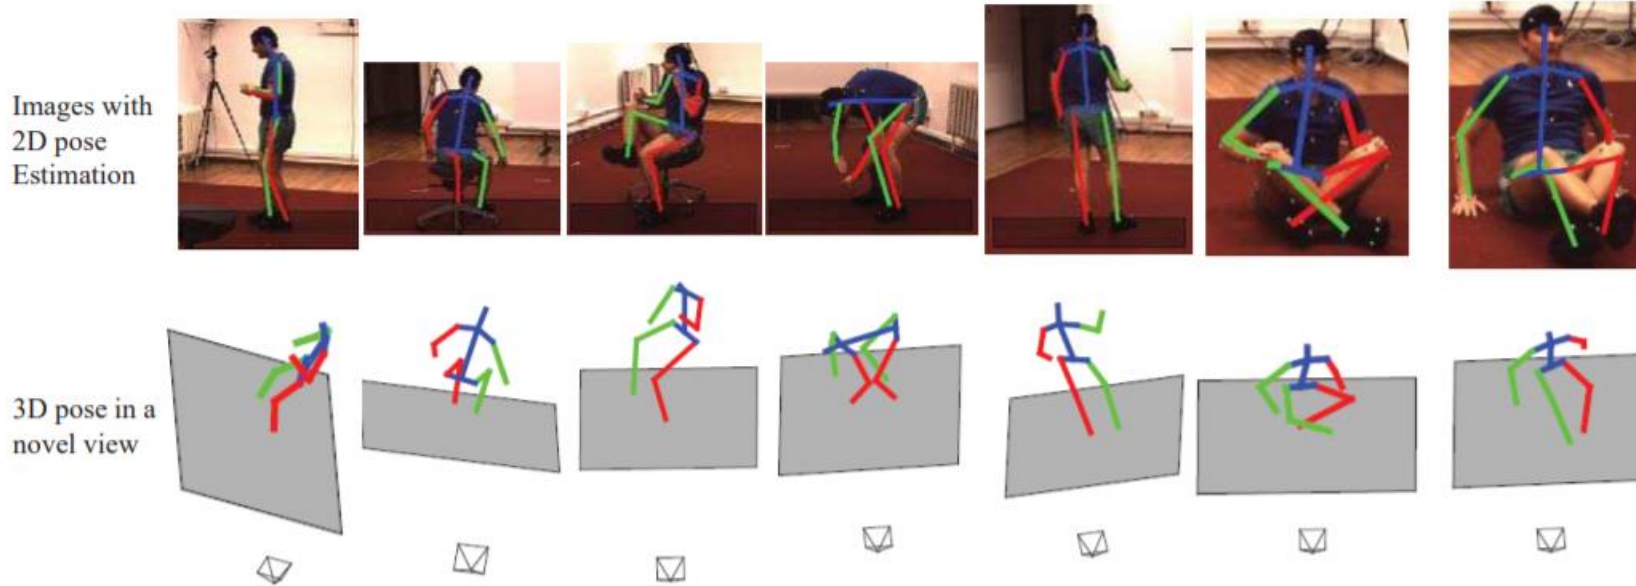 Images with
2D pose
Estimation
3D pose in a
novel view